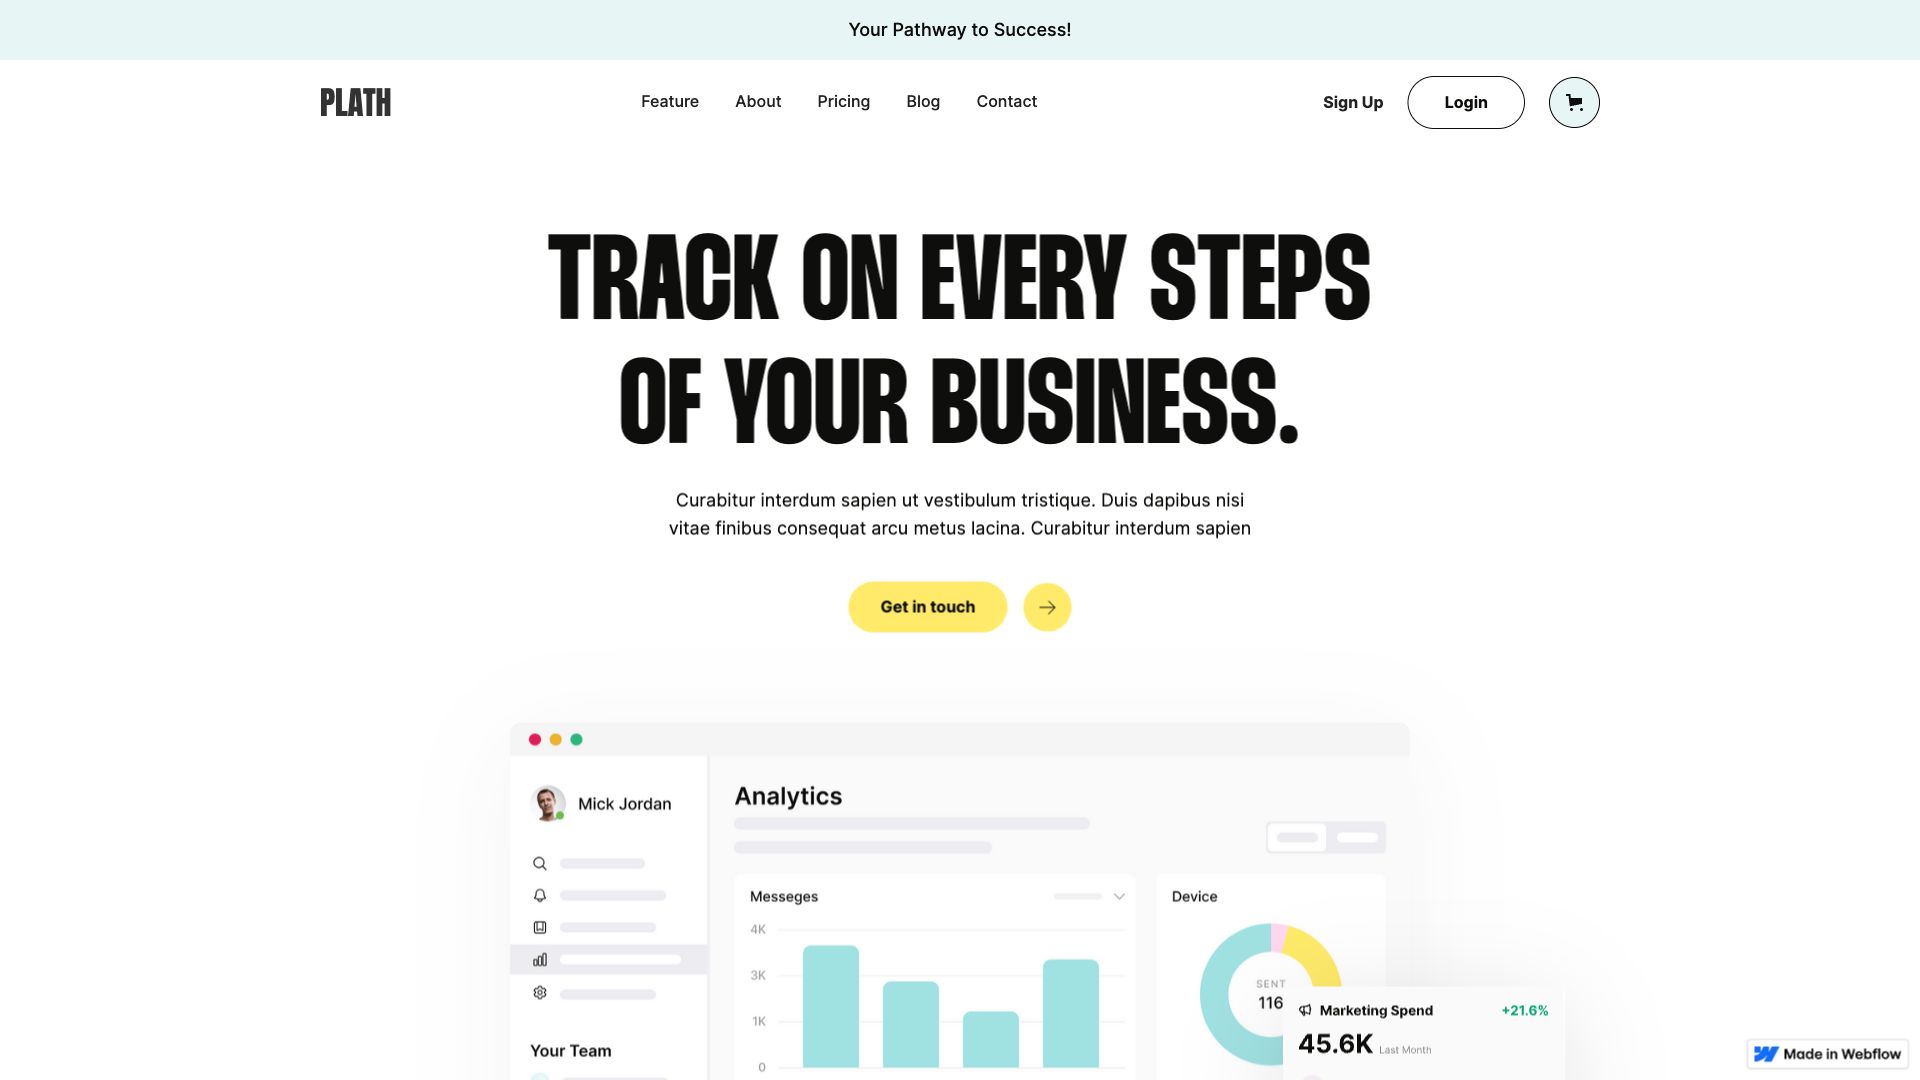 Your Pathway to Success!
PLATH
Feature About Pricing Blog Contact
Sign Up Login
TRACK ON EVERY STEPS
OF YOUR BUSINESS.
Curabitur interdum sapien ut vestibulum tristique. Duis dapibus nisi
vitae finibus consequat arcu metus lacina. Curabitur interdum sapien
Get in touch
Mick Jordan
Your Team
Analytics
Messeges
4K
3K
1K
0
Device
SENT
116
Marketing Spend +21.6%
45.6K Last Month
Made in Webflow